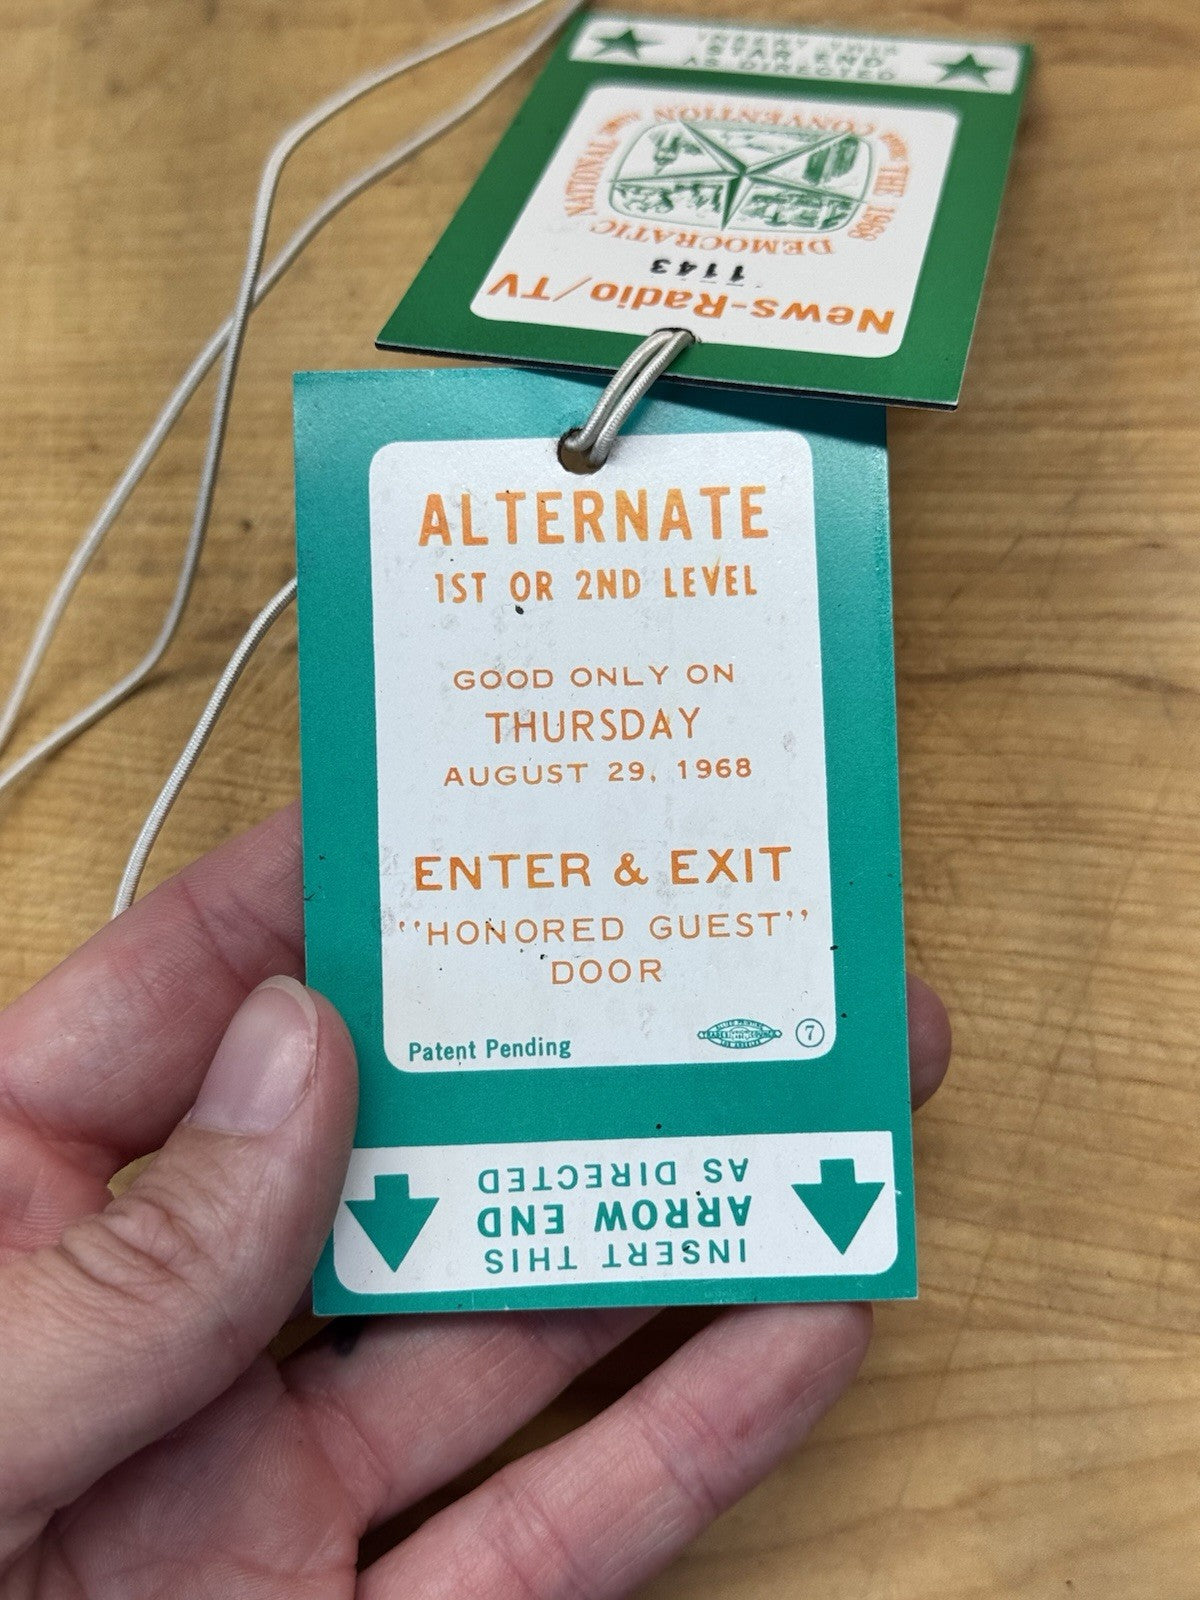 INSERT THIS
STAR END
AS DIRECTED
THE 1968
DEMOCRATIC
NATIONAL
CONVENTION
1143
News-Radio/TV
ALTERNATE
1ST OR 2ND LEVEL
GOOD ONLY ON
THURSDAY
AUGUST 29, 1968
ENTER & EXIT
"HONORED GUEST"
DOOR
Patent Pending
7
INSERT THIS
ARROW END
AS DIRECTED